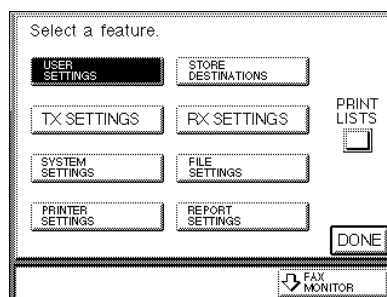 Select a feature.
USER
SETTINGS
STORE
DESTINATIONS
TX SETTINGS
RX SETTINGS
PRINT
LISTS
SYSTEM
SETTINGS
FILE
SETTINGS
PRINTER
SETTINGS
REPORT
SETTINGS
DONE
FAX
MONITOR